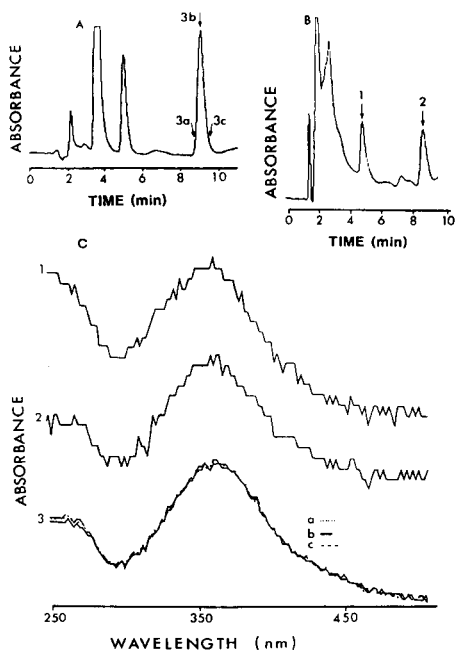 A
3b
3a
3c
ABSORBANCE
0 2 4 6 8 10
TIME (min)
B
1
2
ABSORBANCE
0 2 4 6 8 10
TIME (min)
C
1
2
3
ABSORBANCE
a
b
c
250 350 450
WAVELENGTH (nm)